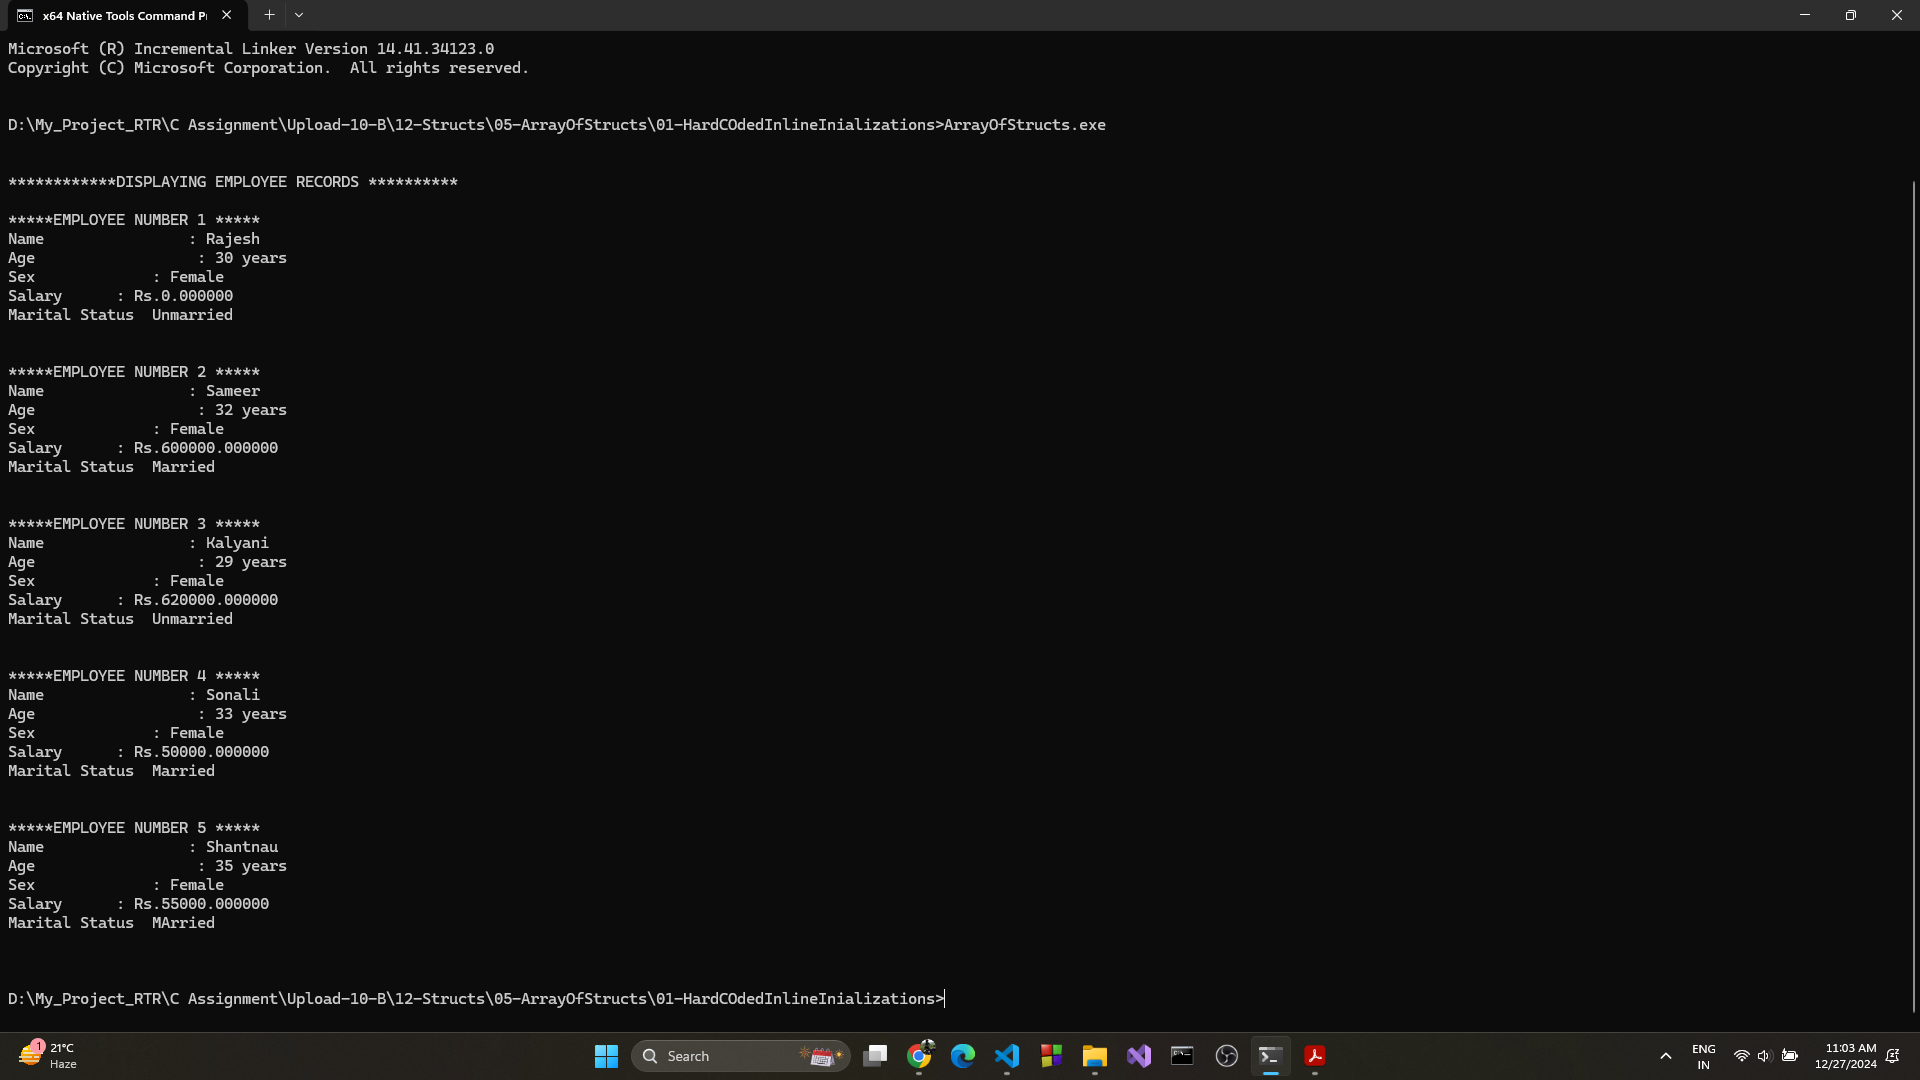 x64 Native Tools Command Pr
Microsoft (R) Incremental Linker Version 14.41.34123.0
Copyright (C) Microsoft Corporation.  All rights reserved.
D:\My_Project_RTR\C Assignment\Upload-10-B\12-Structs\05-ArrayOfStructs\01-HardCOdedInlineInializations>ArrayOfStructs.exe
************DISPLAYING EMPLOYEE RECORDS **********
*****EMPLOYEE NUMBER 1 *****
Name                : Rajesh
Age                  : 30 years
Sex             : Female
Salary      : Rs.0.000000
Marital Status  Unmarried
*****EMPLOYEE NUMBER 2 *****
Name                : Sameer
Age                  : 32 years
Sex             : Female
Salary      : Rs.600000.000000
Marital Status  Married
*****EMPLOYEE NUMBER 3 *****
Name                : Kalyani
Age                  : 29 years
Sex             : Female
Salary      : Rs.620000.000000
Marital Status  Unmarried
*****EMPLOYEE NUMBER 4 *****
Name                : Sonali
Age                  : 33 years
Sex             : Female
Salary      : Rs.50000.000000
Marital Status  Married
*****EMPLOYEE NUMBER 5 *****
Name                : Shantnau
Age                  : 35 years
Sex             : Female
Salary      : Rs.55000.000000
Marital Status  MArried
D:\My_Project_RTR\C Assignment\Upload-10-B\12-Structs\05-ArrayOfStructs\01-HardCOdedInlineInializations>
1
21°C
Haze
Search
ENG
IN
11:03 AM
12/27/2024